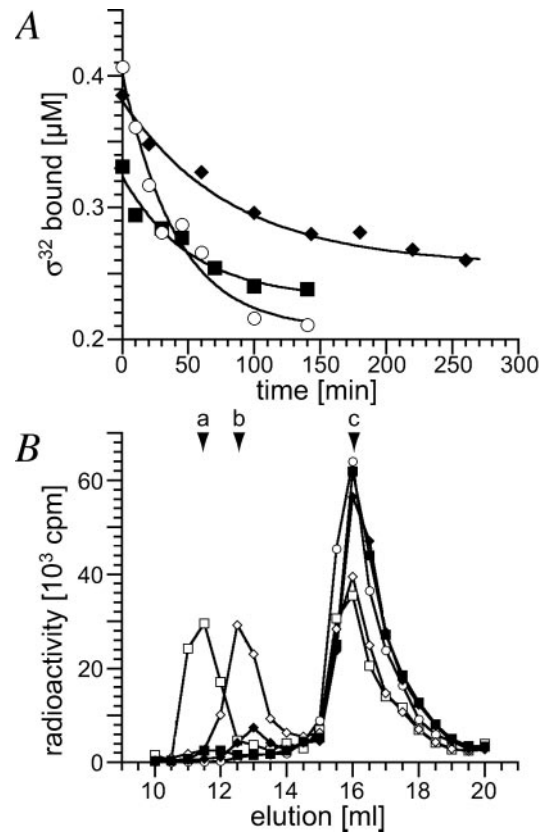 A
0.4
0.3
0.2
σ³² bound [µM]
0 50 100 150 200 250 300
time [min]
a b c
B
60
40
20
0
radioactivity [10³ cpm]
10 12 14 16 18 20
elution [ml]